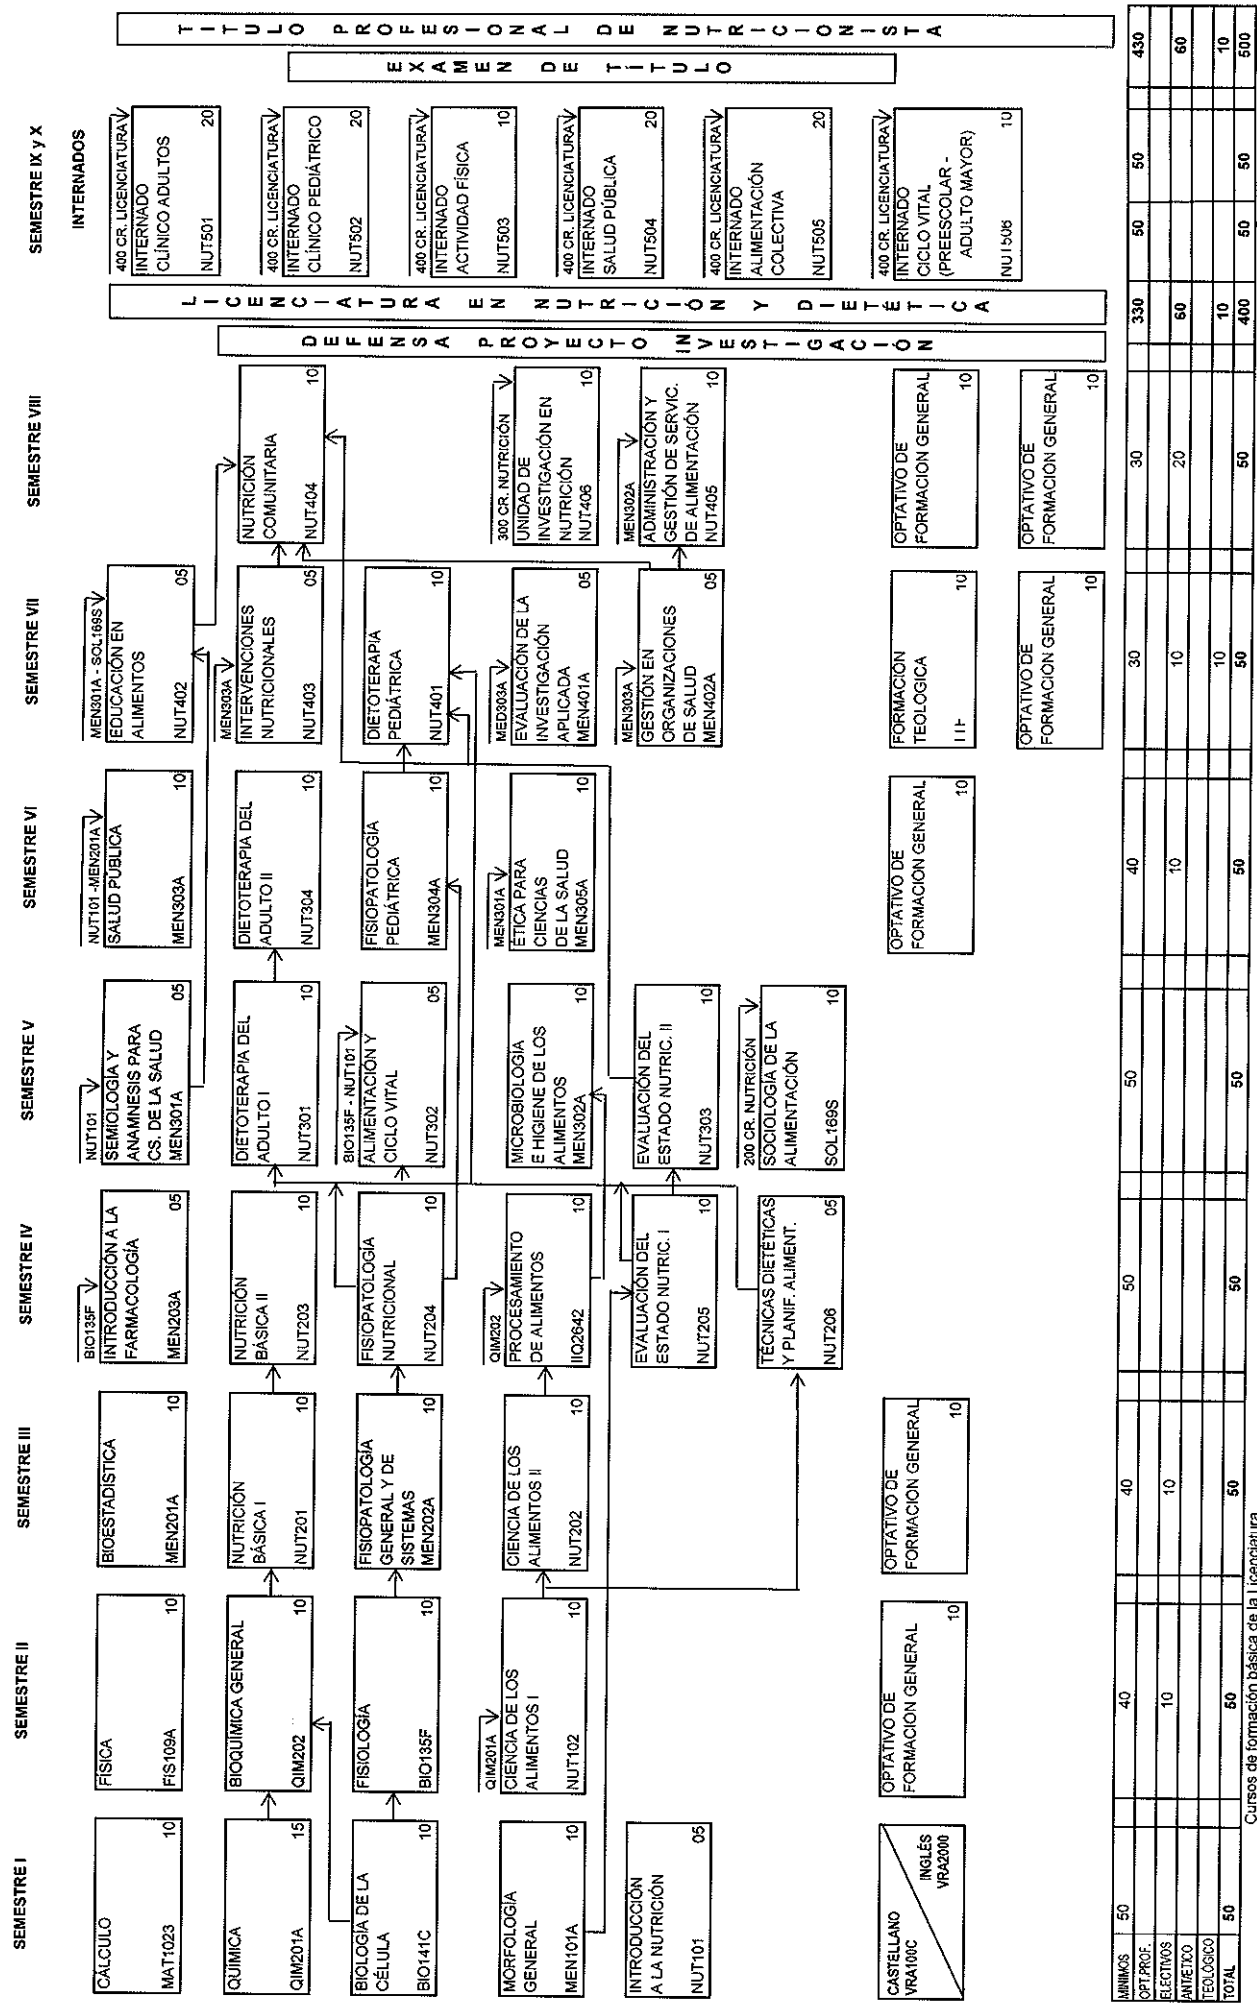 SEMESTRE I
CÁLCULO
MAT1023 10
QUÍMICA
QIM201A 15
BIOLOGÍA DE LA
CÉLULA
BIO141C 10
MORFOLOGÍA
GENERAL
MEN101A 10
INTRODUCCIÓN
A LA NUTRICIÓN
NUT101 05
CASTELLANO
VRA100C
INGLÉS
VRA2000
SEMESTRE II
FÍSICA
FIS109A 10
BIOQUÍMICA GENERAL
QIM202 10
FISIOLOGÍA
BIO135F 10
QIM201A
CIENCIA DE LOS
ALIMENTOS I
NUT102 10
OPTATIVO DE
FORMACION GENERAL
10
SEMESTRE III
BIOESTADÍSTICA
MEN201A 10
NUTRICIÓN
BÁSICA I
NUT201 10
FISIOPATOLOGÍA
GENERAL Y DE
SISTEMAS
MEN202A 10
CIENCIA DE LOS
ALIMENTOS II
NUT202 10
OPTATIVO DE
FORMACION GENERAL
10
SEMESTRE IV
BIO135F
INTRODUCCIÓN A LA
FARMACOLOGÍA
MEN203A 05
NUTRICIÓN
BÁSICA II
NUT203 10
FISIOPATOLOGÍA
NUTRICIONAL
NUT204 10
QIM202
PROCESAMIENTO
DE ALIMENTOS
IIQ2642 10
EVALUACIÓN DEL
ESTADO NUTRIC. I
NUT205 10
TÉCNICAS DIETÉTICAS
Y PLANIF. ALIMENT.
NUT206 05
SEMESTRE V
NUT101
SEMIOLOGÍA Y
ANAMNESIS PARA
CS. DE LA SALUD
MEN301A 05
DIETOTERAPIA DEL
ADULTO I
NUT301 10
BIO135F - NUT101
ALIMENTACIÓN Y
CICLO VITAL
NUT302 05
MICROBIOLOGÍA
E HIGIENE DE LOS
ALIMENTOS
MEN302A 10
EVALUACIÓN DEL
ESTADO NUTRIC. II
NUT303 10
200 CR. NUTRICIÓN
SOCIOLOGÍA DE LA
ALIMENTACIÓN
SOL169S 10
SEMESTRE VI
NUT101 -MEN201A
SALUD PÚBLICA
MEN303A 10
DIETOTERAPIA DEL
ADULTO II
NUT304 10
FISIOPATOLOGÍA
PEDIÁTRICA
MEN304A 10
MEN301A
ÉTICA PARA
CIENCIAS
DE LA SALUD
MEN305A 10
OPTATIVO DE
FORMACION GENERAL
10
SEMESTRE VII
MEN301A - SOL169S
EDUCACIÓN EN
ALIMENTOS
NUT402 05
MEN303A
INTERVENCIONES
NUTRICIONALES
NUT403 05
DIETOTERAPIA
PEDIÁTRICA
NUT401 10
MED303A
EVALUACIÓN DE LA
INVESTIGACIÓN
APLICADA
MEN401A 05
MEN303A
GESTIÓN EN
ORGANIZACIONES
DE SALUD
MEN402A 05
FORMACIÓN
TEOLOGICA
10
OPTATIVO DE
FORMACION GENERAL
10
SEMESTRE VIII
NUTRICIÓN
COMUNITARIA
NUT404 10
300 CR. NUTRICIÓN
UNIDAD DE
INVESTIGACIÓN EN
NUTRICIÓN
NUT406 10
MEN302A
ADMINISTRACIÓN Y
GESTIÓN DE SERVIC.
DE ALIMENTACIÓN
NUT405 10
OPTATIVO DE
FORMACION GENERAL
10
OPTATIVO DE
FORMACION GENERAL
10
DEFENSA PROYECTO INVESTIGACIÓN
LICENCIATURA EN NUTRICIÓN Y DIETÉTICA
SEMESTRE IX y X
INTERNADOS
400 CR. LICENCIATURA
INTERNADO
CLÍNICO ADULTOS
NUT501 20
400 CR. LICENCIATURA
INTERNADO
CLÍNICO PEDIÁTRICO
NUT502 20
400 CR. LICENCIATURA
INTERNADO
ACTIVIDAD FÍSICA
NUT503 10
400 CR. LICENCIATURA
INTERNADO
SALUD PÚBLICA
NUT504 20
400 CR. LICENCIATURA
INTERNADO
ALIMENTACIÓN
COLECTIVA
NUT505 20
400 CR. LICENCIATURA
INTERNADO
CICLO VITAL
(PREESCOLAR -
ADULTO MAYOR)
NUT506 10
EXAMEN DE TÍTULO
TITULO PROFESIONAL DE NUTRICIONISTA
MINIMOS 50 40 40 50 50 40 30 30 330 50 50 430
OPT.PROF.
ELECTIVOS 10 10 10 10 20 60 60
ANT/ETICO
TEOLÓGICO 10 10 10
TOTAL 50 50 50 50 50 50 50 50 400 50 50 500
Cursos de formación básica de la Licenciatura